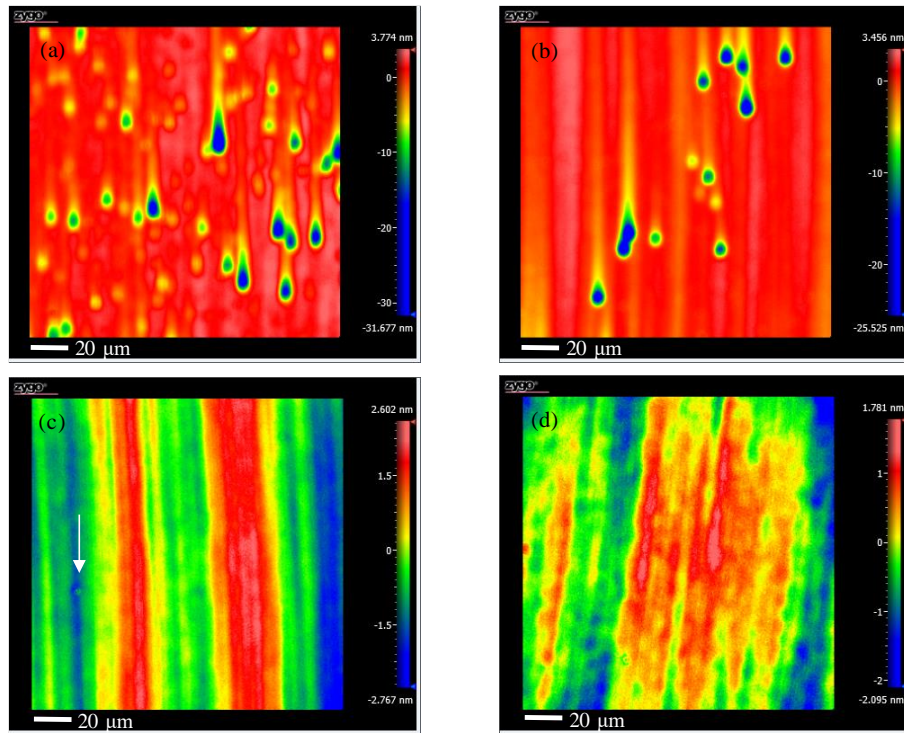 zygo
(a)
3.774 nm
0
-10
-20
-30
-31.677 nm
20 μm
zygo
(b)
3.456 nm
0
-10
-20
-25.525 nm
20 μm
zygo
(c)
2.602 nm
1.5
0
-1.5
-2.767 nm
20 μm
zygo
(d)
1.781 nm
1
0
-1
-2
-2.095 nm
20 μm